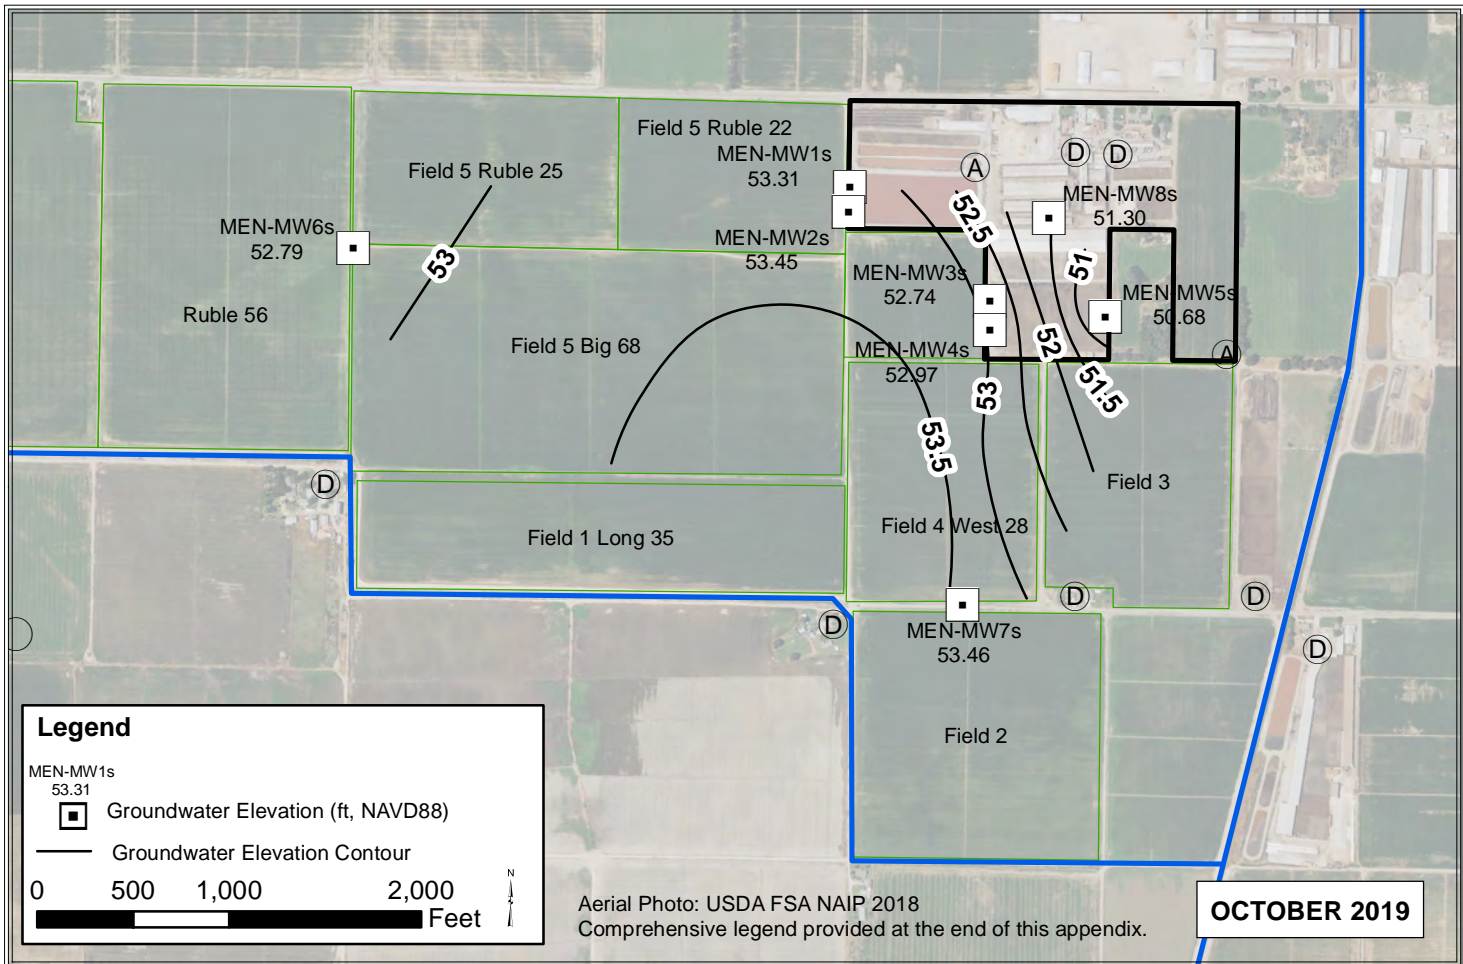 Field 5 Ruble 22
MEN-MW1s
53.31
A
D
D
Field 5 Ruble 25
MEN-MW8s
51.30
MEN-MW6s
52.79
52.5
MEN-MW2s
53.45
53
51
MEN-MW3s
52.74
MEN-MW5s
50.68
Ruble 56
Field 5 Big 68
MEN-MW4s
52.97
52
A
51.5
53
53.5
D
Field 3
Field 4 West 28
Field 1 Long 35
D
D
D
MEN-MW7s
53.46
D
Field 2
Legend
MEN-MW1s
53.31
Groundwater Elevation (ft, NAVD88)
Groundwater Elevation Contour
0 500 1,000 2,000
Feet
N
Aerial Photo: USDA FSA NAIP 2018
Comprehensive legend provided at the end of this appendix.
OCTOBER 2019